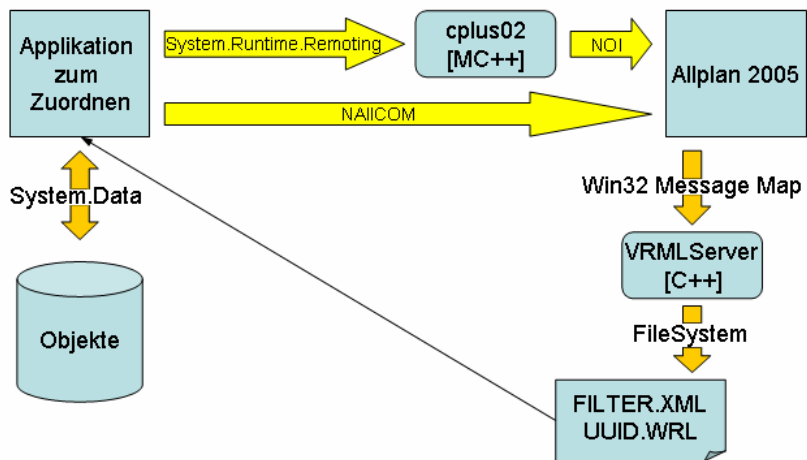 Applikation
zum
Zuordnen
System.Runtime.Remoting
cplus02
[MC++]
NOI
Allplan 2005
NAllCOM
System.Data
Win32 Message Map
VRMLServer
[C++]
Objekte
FileSystem
FILTER.XML
UUID.WRL